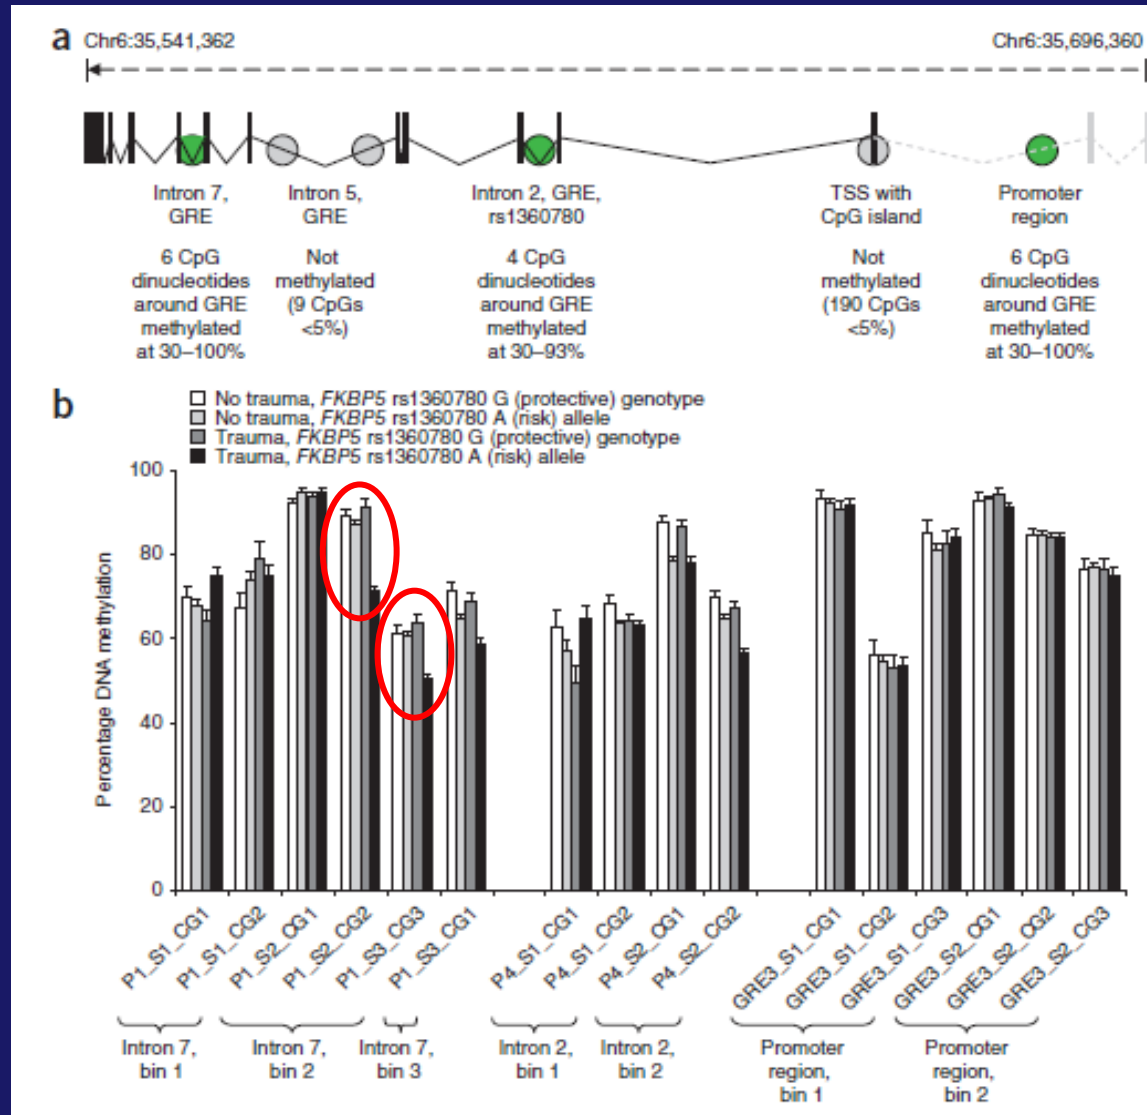 a
Chr6:35,541,362
Chr6:35,696,360
Intron 7,
GRE
6 CpG
dinucleotides
around GRE
methylated
at 30–100%
Intron 5,
GRE
Not
methylated
(9 CpGs
<5%)
Intron 2, GRE,
rs1360780
4 CpG
dinucleotides
around GRE
methylated
at 30–93%
TSS with
CpG island
Not
methylated
(190 CpGs
<5%)
Promoter
region
6 CpG
dinucleotides
around GRE
methylated
at 30–100%
b
No trauma, FKBP5 rs1360780 G (protective) genotype
No trauma, FKBP5 rs1360780 A (risk) allele
Trauma, FKBP5 rs1360780 G (protective) genotype
Trauma, FKBP5 rs1360780 A (risk) allele
Percentage DNA methylation
100
80
60
40
20
0
P1_S1_CG1
P1_S1_CG2
P1_S2_CG1
P1_S2_CG2
P1_S3_CG3
P1_S3_CG1
P4_S1_CG1
P4_S1_CG2
P4_S2_CG1
P4_S2_CG2
GRE3_S1_CG1
GRE3_S1_CG2
GRE3_S1_CG3
GRE3_S2_CG1
GRE3_S2_CG2
GRE3_S2_CG3
Intron 7,
bin 1
Intron 7,
bin 2
Intron 7,
bin 3
Intron 2,
bin 1
Intron 2,
bin 2
Promoter
region,
bin 1
Promoter
region,
bin 2